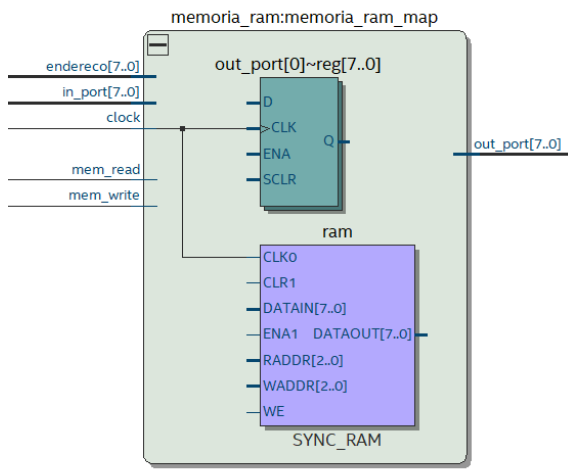 memoria_ram:memoria_ram_map
endereco[7..0]
in_port[7..0]
clock
mem_read
mem_write
out_port[0]~reg[7..0]
D
CLK
Q
ENA
SCLR
out_port[7..0]
ram
CLK0
CLR1
DATAIN[7..0]
ENA1 DATAOUT[7..0]
RADDR[2..0]
WADDR[2..0]
WE
SYNC_RAM